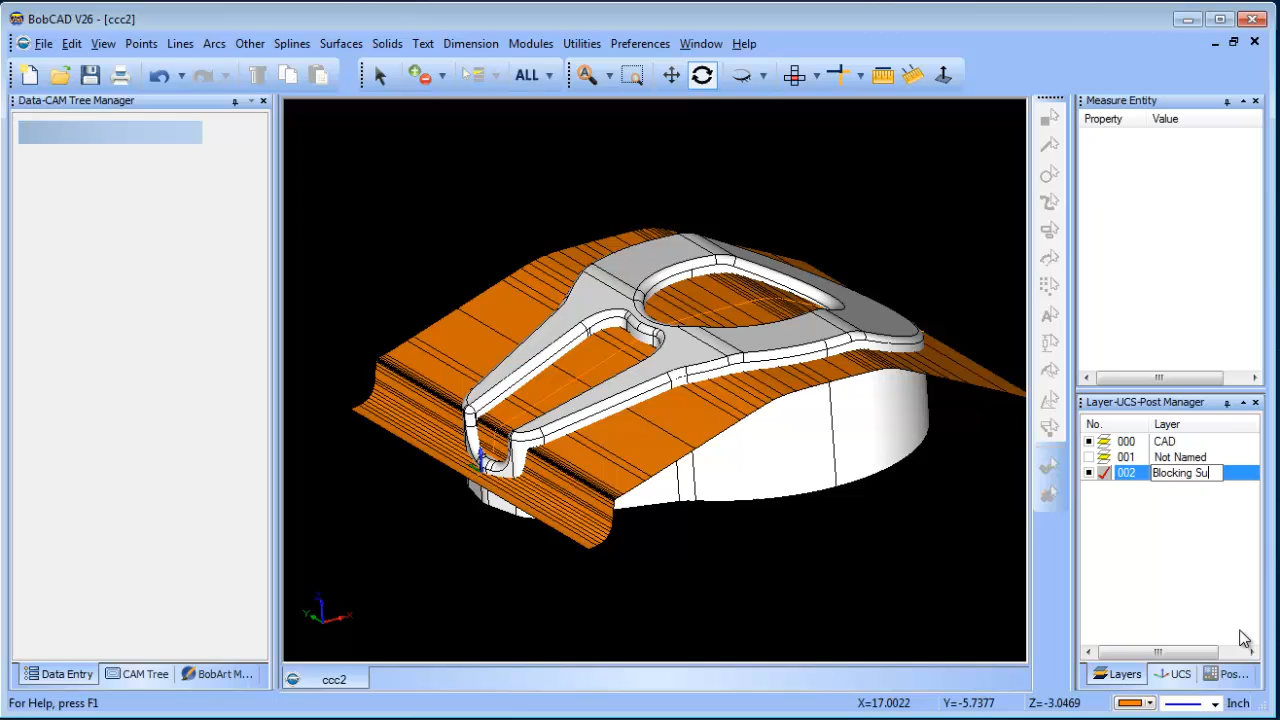 BobCAD V26 - [ccc2]
File Edit View Points Lines Arcs Other Splines Surfaces Solids Text Dimension Modules Utilities Preferences Window Help
ALL
Data-CAM Tree Manager
Measure Entity
Property Value
Layer-UCS-Post Manager
No. Layer
000 CAD
001 Not Named
002 Blocking Su
Z
Y X
Data Entry CAM Tree BobArt M...
ccc2
Layers UCS Pos...
For Help, press F1
X=17.0022 Y=-5.7377 Z=-3.0469 Inch